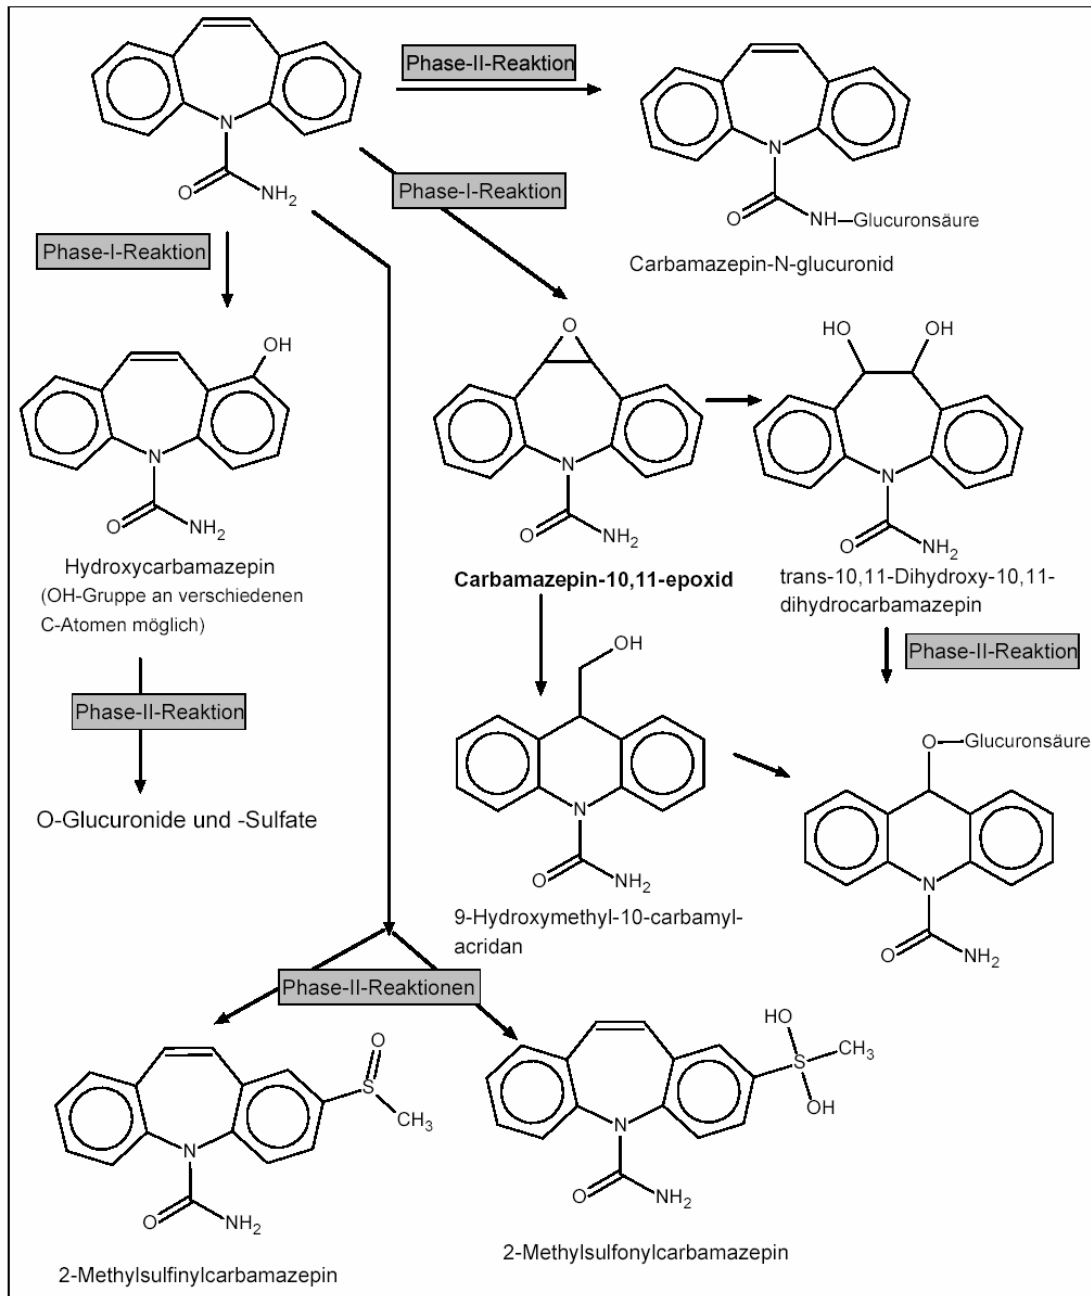 Phase-II-Reaktion
N
O
NH2
Phase-I-Reaktion
N
O
NH—Glucuronsäure
Carbamazepin-N-glucuronid
Phase-I-Reaktion
OH
N
O
NH2
Hydroxycarbamazepin
(OH-Gruppe an verschiedenen
C-Atomen möglich)
Phase-II-Reaktion
O-Glucuronide und -Sulfate
O
N
O
NH2
Carbamazepin-10,11-epoxid
HO
OH
N
O
NH2
trans-10,11-Dihydroxy-10,11-
dihydrocarbamazepin
Phase-II-Reaktion
OH
N
O
NH2
9-Hydroxymethyl-10-carbamyl-
acridan
O—Glucuronsäure
N
O
NH2
Phase-II-Reaktionen
O
S
CH3
N
O
NH2
2-Methylsulfinylcarbamazepin
HO
S
CH3
OH
N
O
NH2
2-Methylsulfonylcarbamazepin